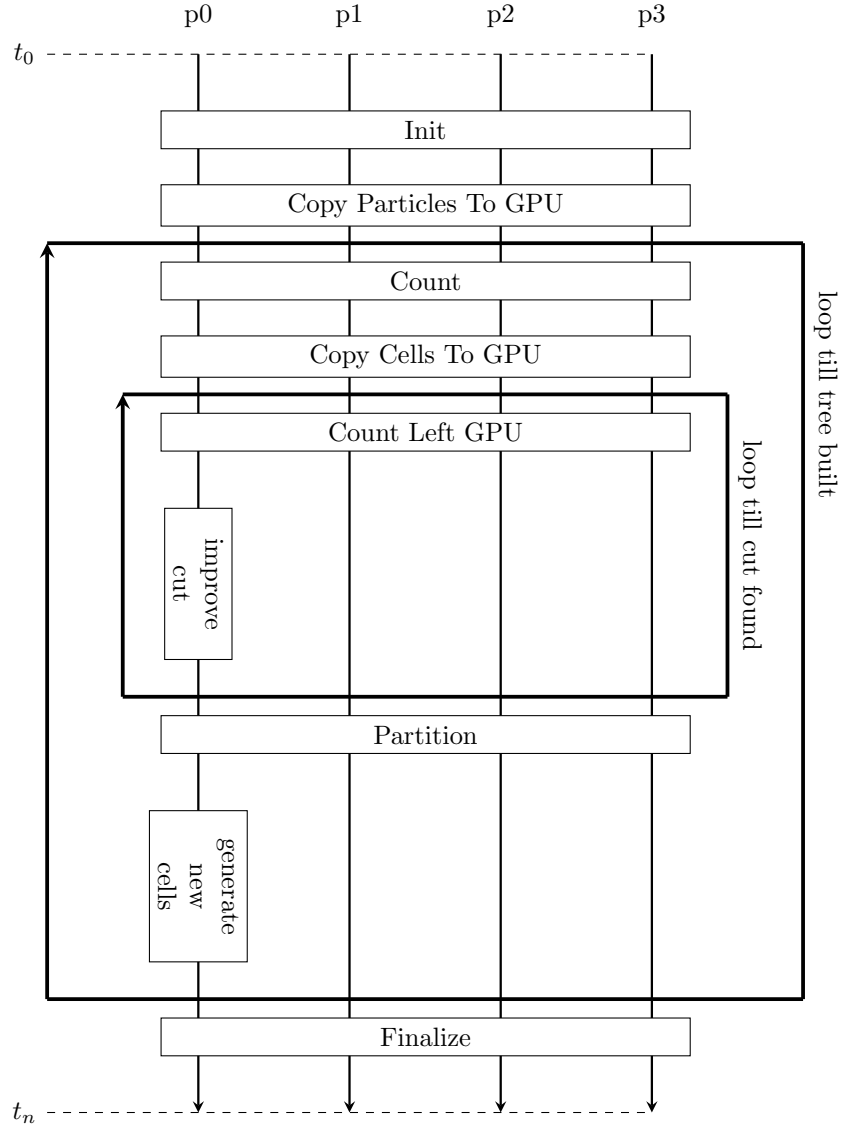 p0 p1 p2 p3
t0
Init
Copy Particles To GPU
Count
loop till tree built
Copy Cells To GPU
Count Left GPU
loop till cut found
improve
cut
Partition
generate
new
cells
Finalize
tn